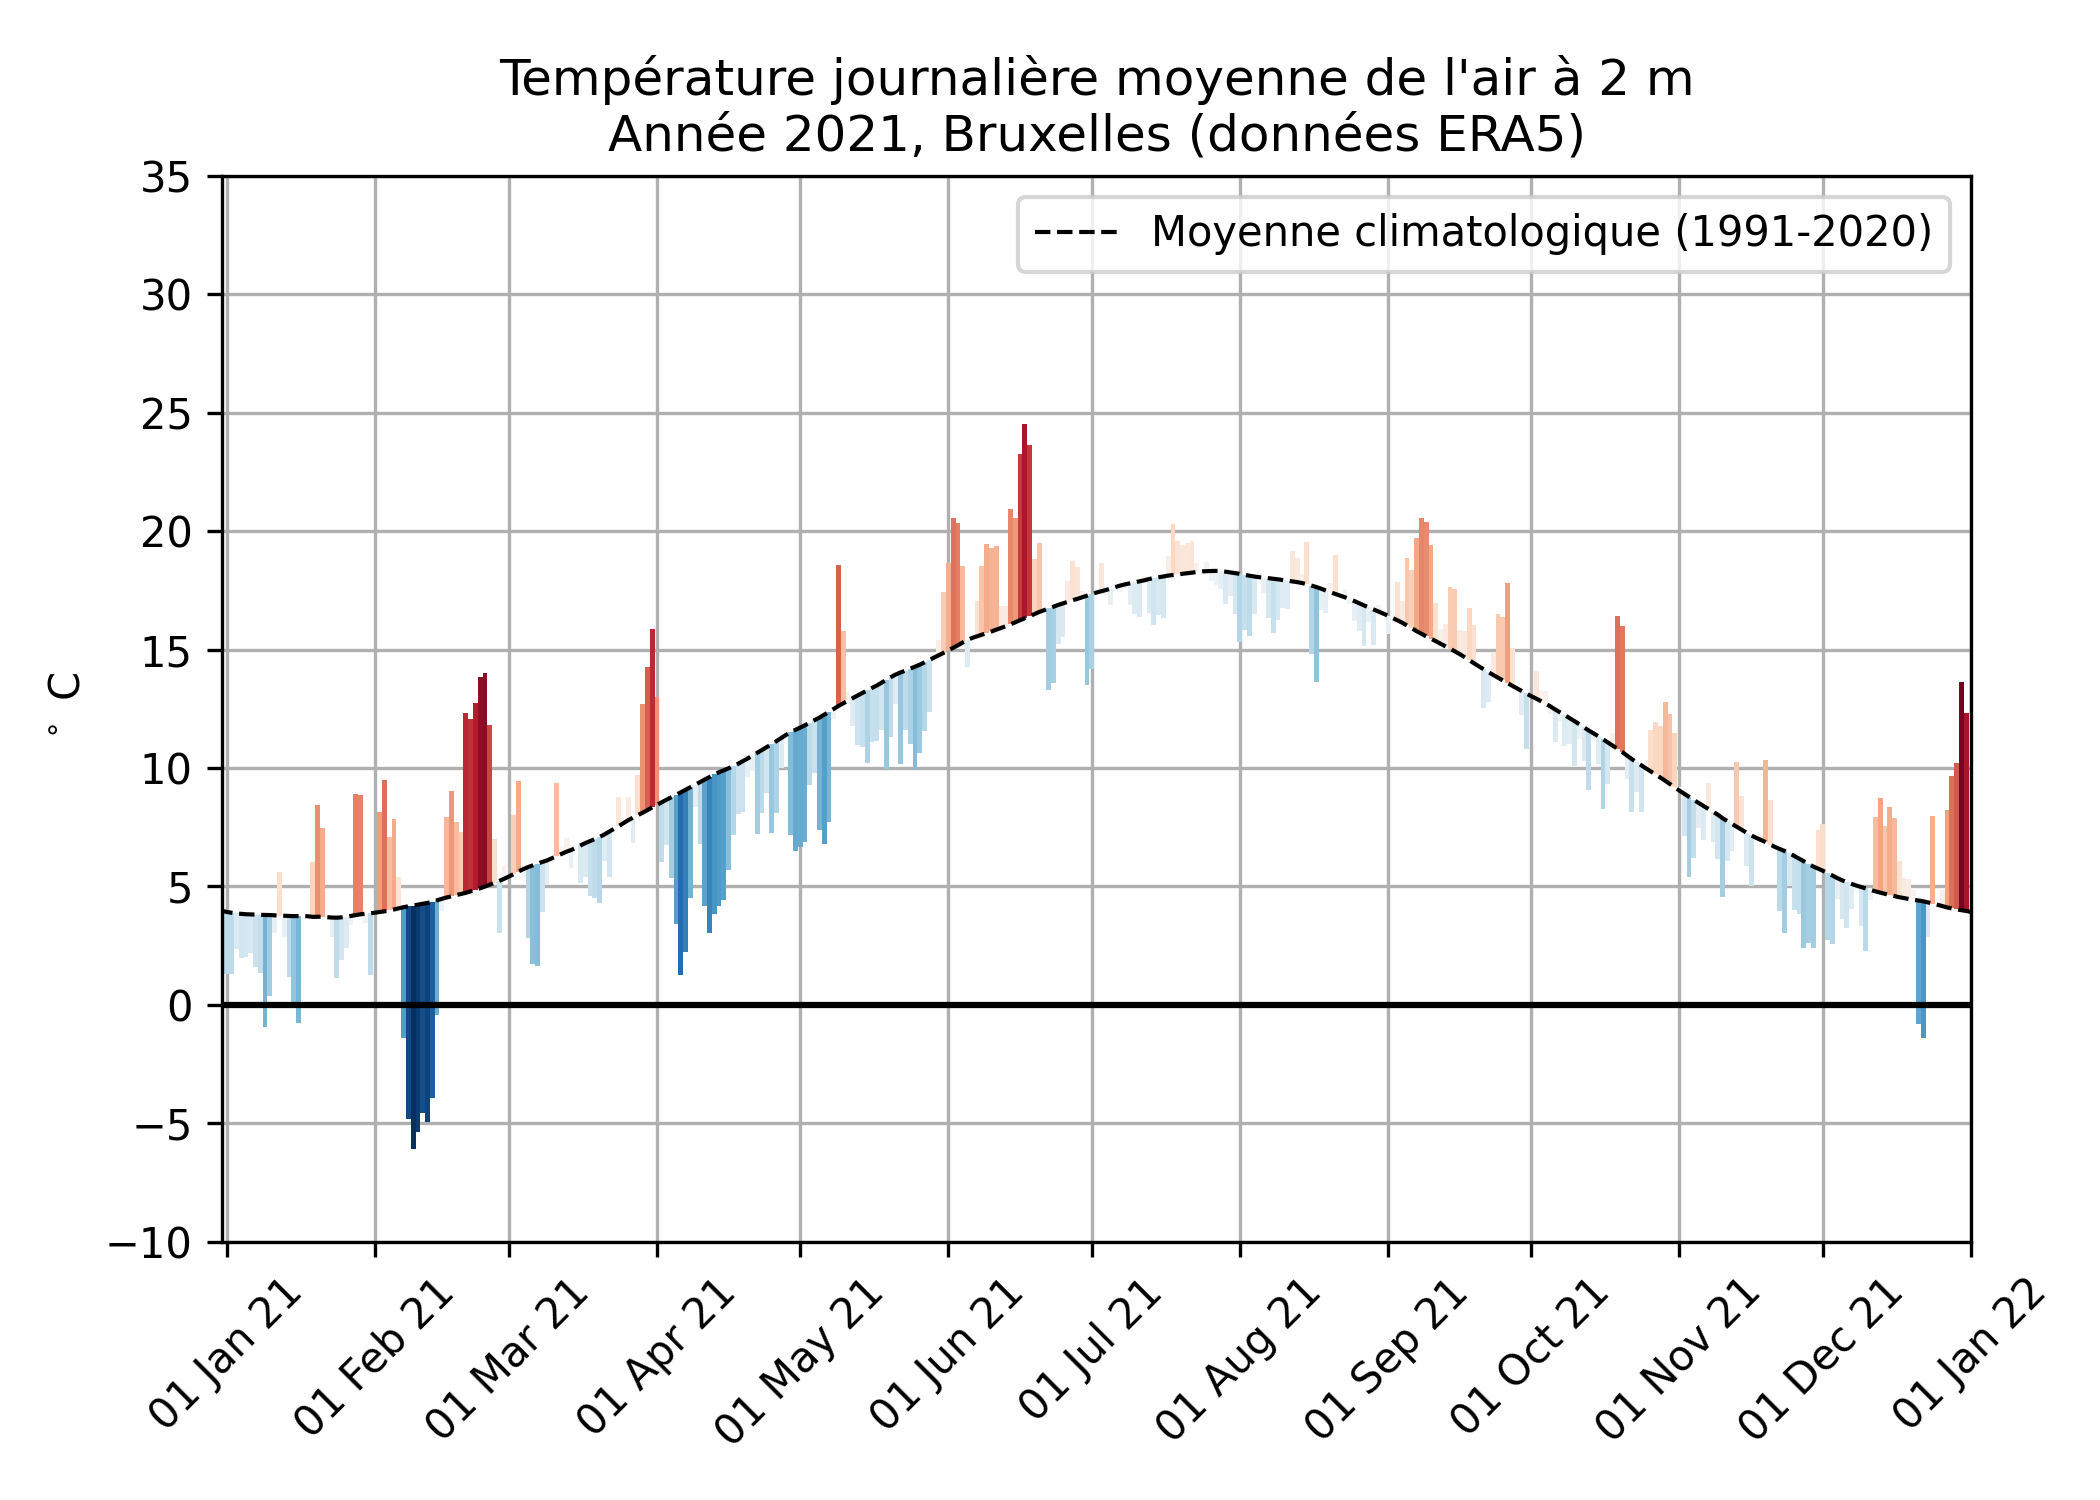 Température journalière moyenne de l'air à 2 m
Année 2021, Bruxelles (données ERA5)
Moyenne climatologique (1991-2020)
° C
35
30
25
20
15
10
5
0
−5
−10
01 Jan 21
01 Feb 21
01 Mar 21
01 Apr 21
01 May 21
01 Jun 21
01 Jul 21
01 Aug 21
01 Sep 21
01 Oct 21
01 Nov 21
01 Dec 21
01 Jan 22